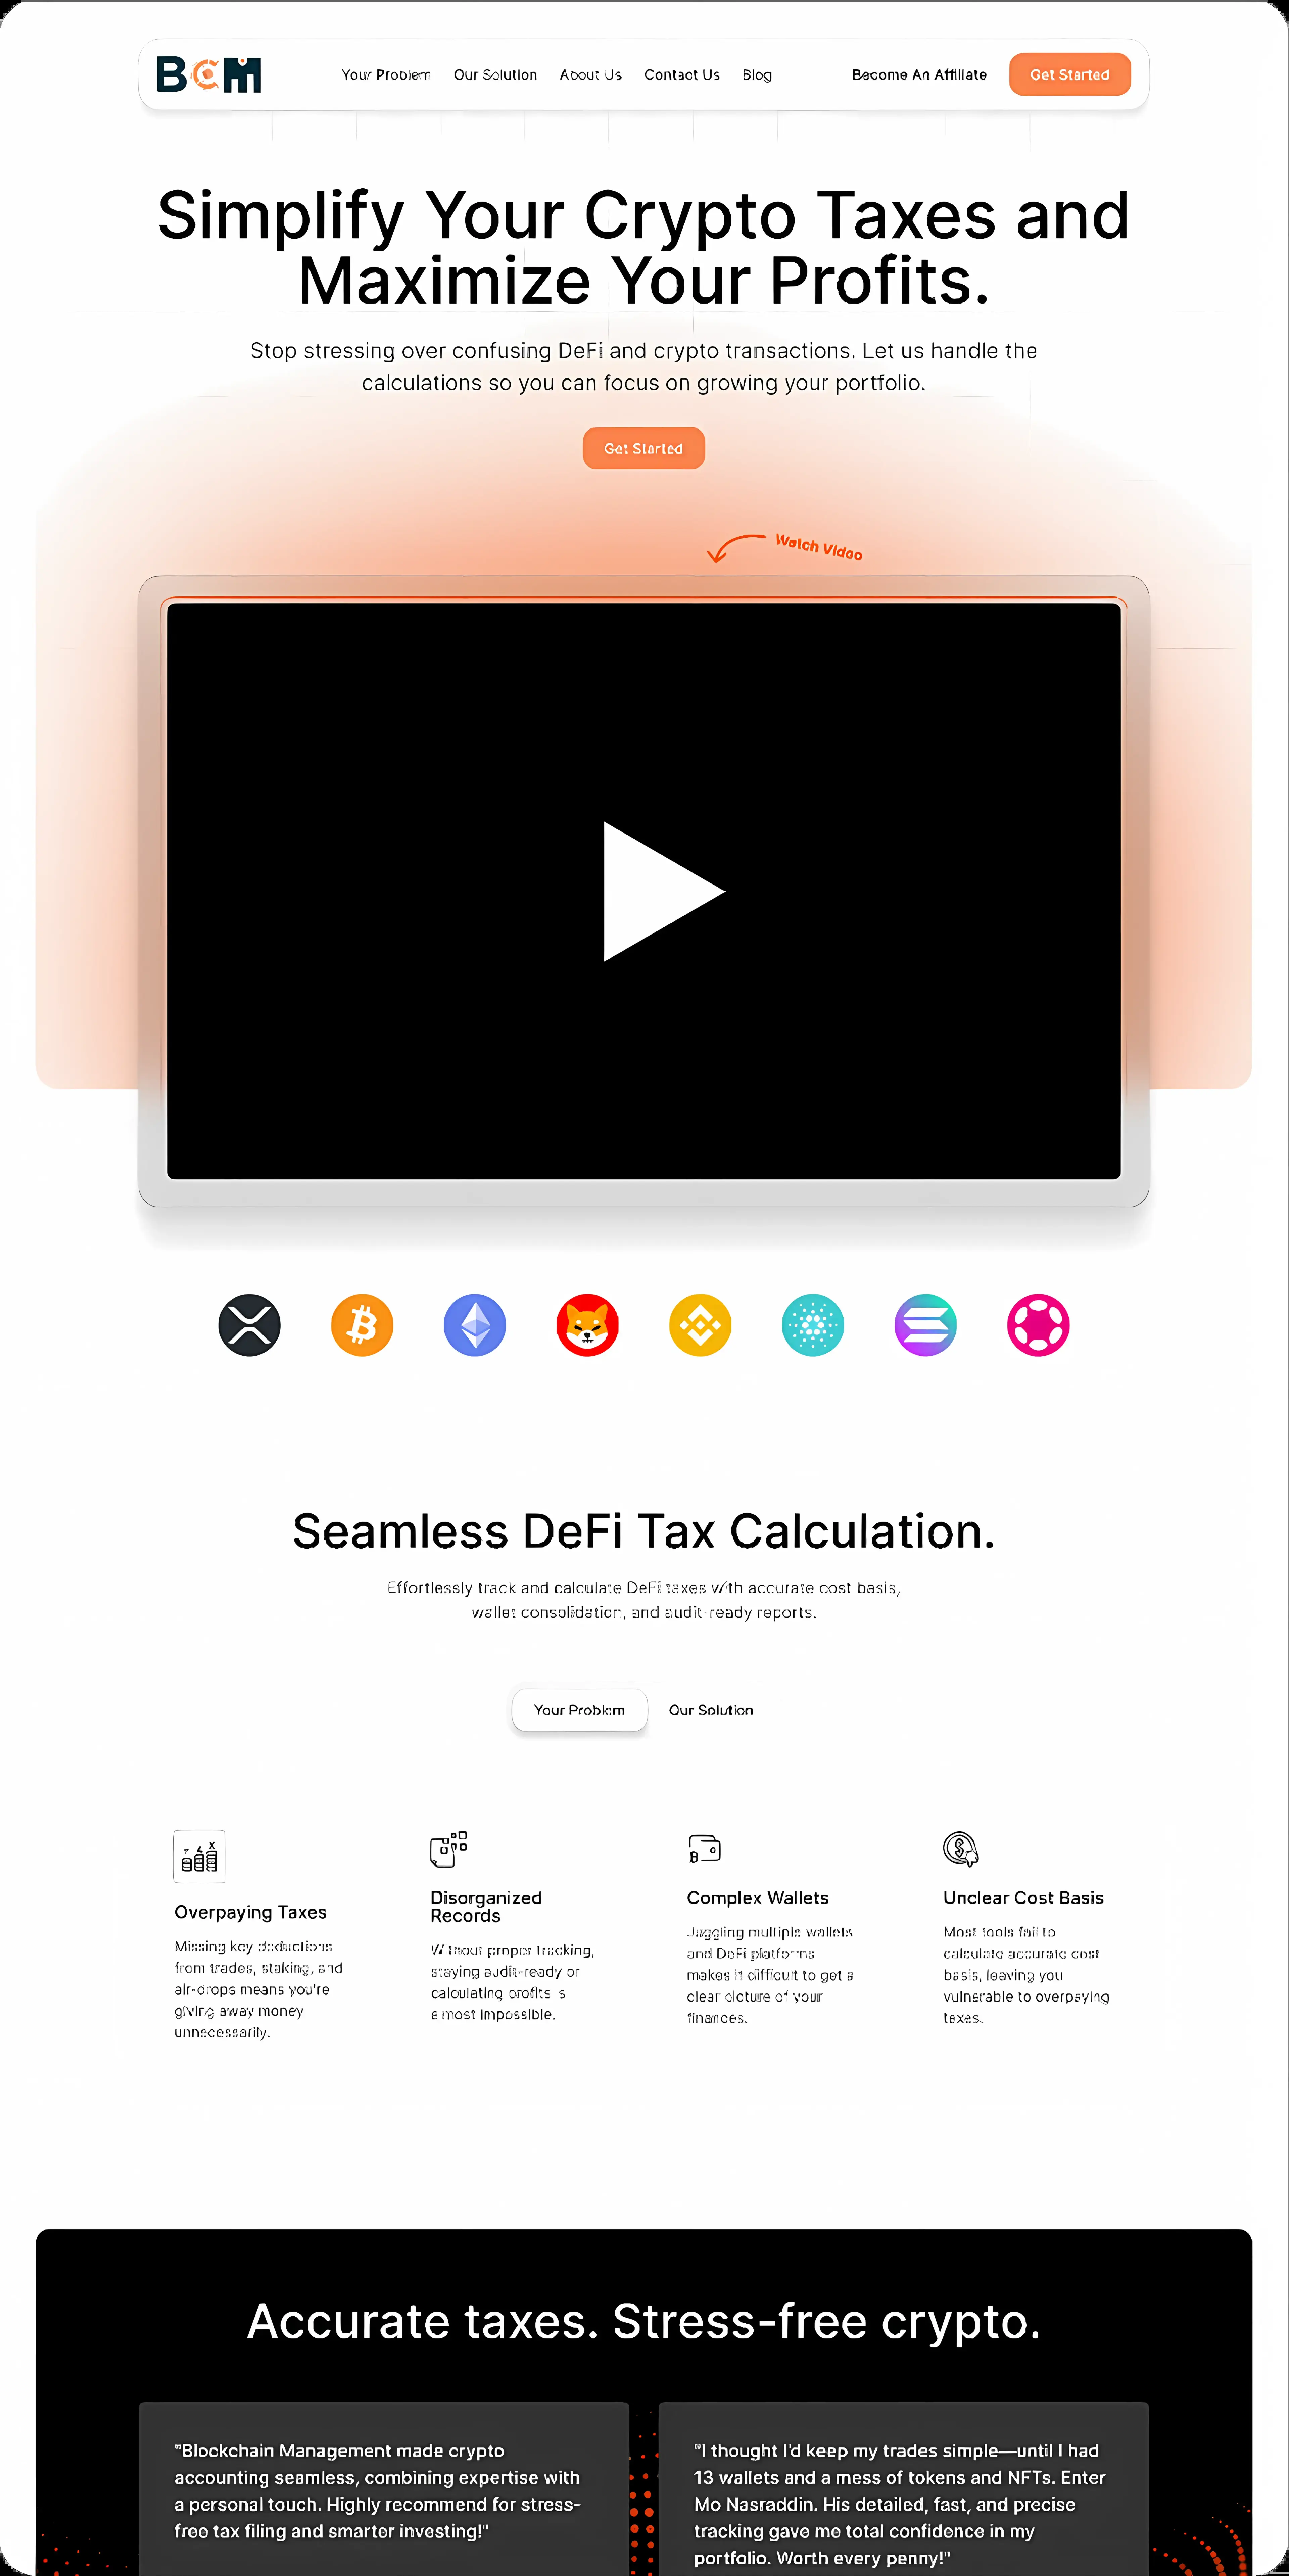 BCM
Your Problem
Our Solution
About Us
Contact Us
Blog
Become An Affiliate
Get Started
Simplify Your Crypto Taxes and
Maximize Your Profits.
Stop stressing over confusing DeFi and crypto transactions. Let us handle the
calculations so you can focus on growing your portfolio.
Get Started
Watch Video
Seamless DeFi Tax Calculation.
Effortlessly track and calculate DeFi taxes with accurate cost basis,
wallet consolidation, and audit-ready reports.
Your Problem
Our Solution
Overpaying Taxes
Missing key deductions
from trades, staking, and
air-drops means you're
giving away money
unnecessarily.
Disorganized
Records
Without proper tracking,
staying audit-ready or
calculating profits is
almost impossible.
Complex Wallets
Juggling multiple wallets
and DeFi platforms
makes it difficult to get a
clear picture of your
finances.
Unclear Cost Basis
Most tools fail to
calculate accurate cost
basis, leaving you
vulnerable to overpaying
taxes.
Accurate taxes. Stress-free crypto.
"Blockchain Management made crypto
accounting seamless, combining expertise with
a personal touch. Highly recommend for stress-
free tax filing and smarter investing!"
"I thought I'd keep my trades simple—until I had
13 wallets and a mess of tokens and NFTs. Enter
Mo Nasraddin. His detailed, fast, and precise
tracking gave me total confidence in my
portfolio. Worth every penny!"